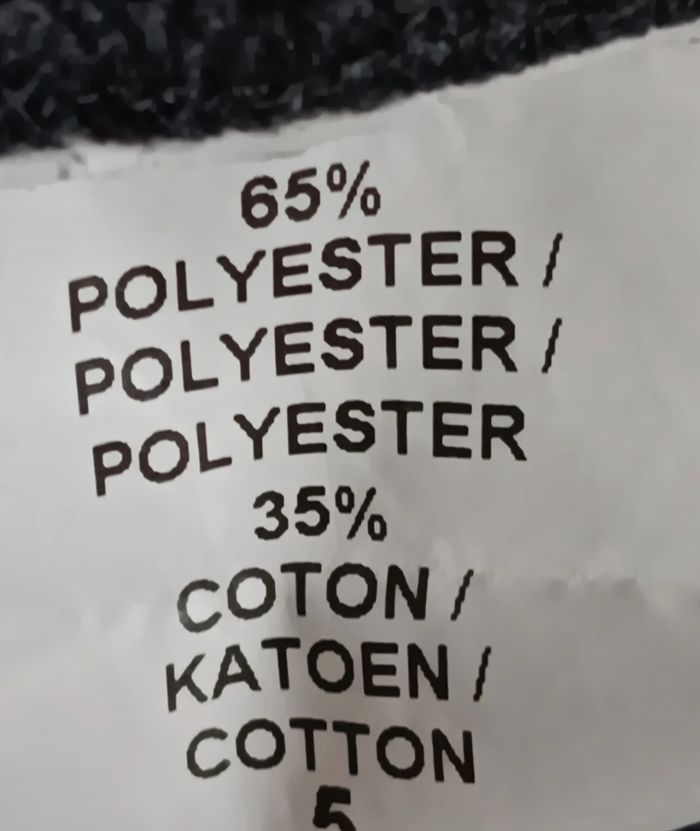 65%
POLYESTER /
POLYESTER /
POLYESTER
35%
COTON /
KATOEN /
COTTON
5